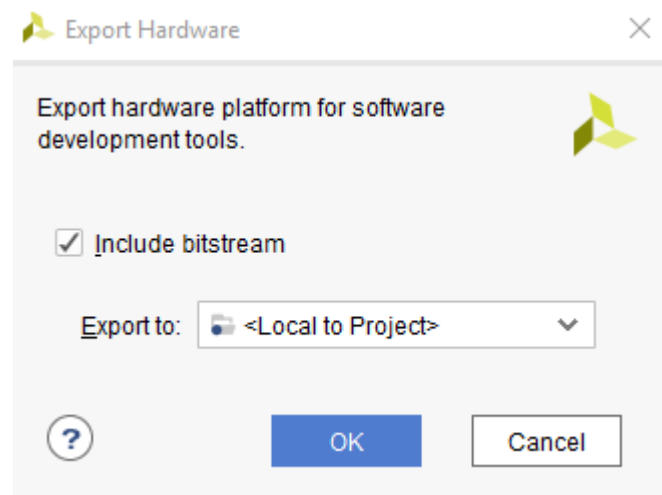 Export Hardware
Export hardware platform for software
development tools.
Include bitstream
Export to: <Local to Project>
?
OK Cancel